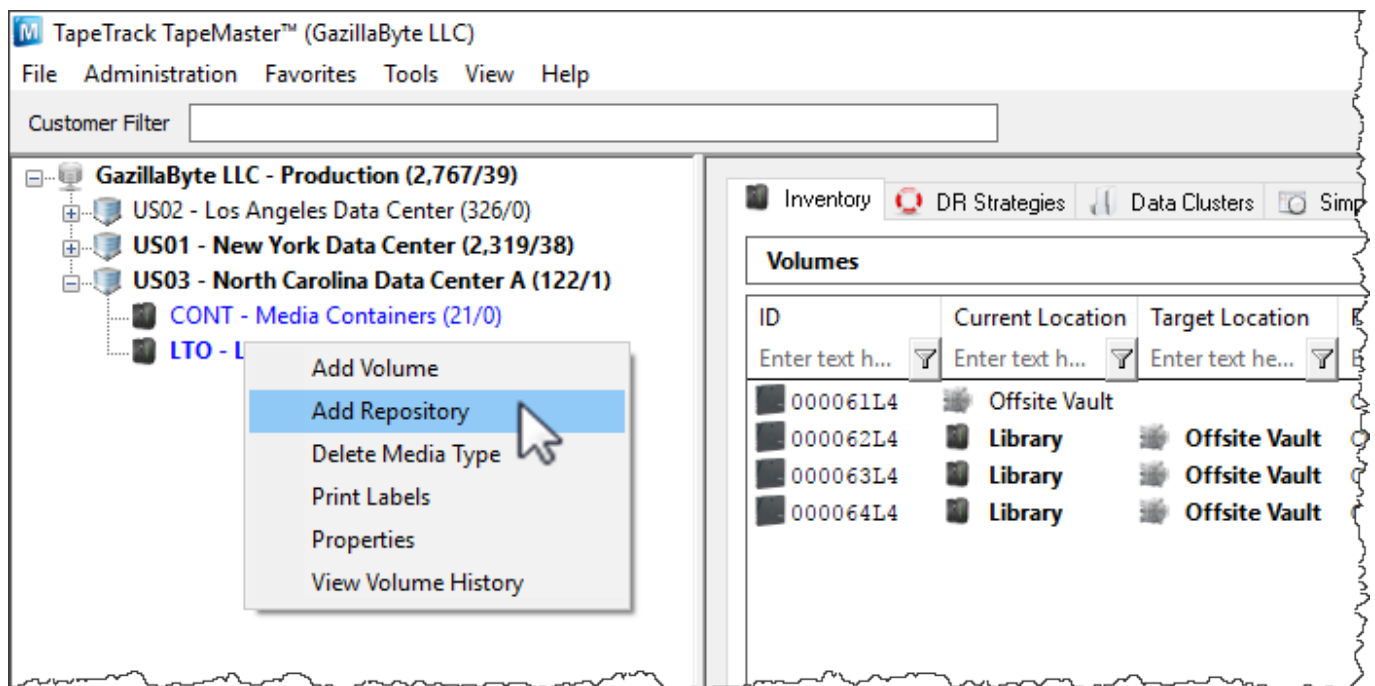 TapeTrack TapeMaster™ (GazillaByte LLC)
File Administration Favorites Tools View Help
Customer Filter
GazillaByte LLC - Production (2,767/39)
US02 - Los Angeles Data Center (326/0)
US01 - New York Data Center (2,319/38)
US03 - North Carolina Data Center A (122/1)
CONT - Media Containers (21/0)
LTO - L
Add Volume
Add Repository
Delete Media Type
Print Labels
Properties
View Volume History
Inventory DR Strategies Data Clusters
Volumes
ID Current Location Target Location
Enter text h... Enter text h... Enter text he...
000061L4 Offsite Vault
000062L4 Library Offsite Vault
000063L4 Library Offsite Vault
000064L4 Library Offsite Vault